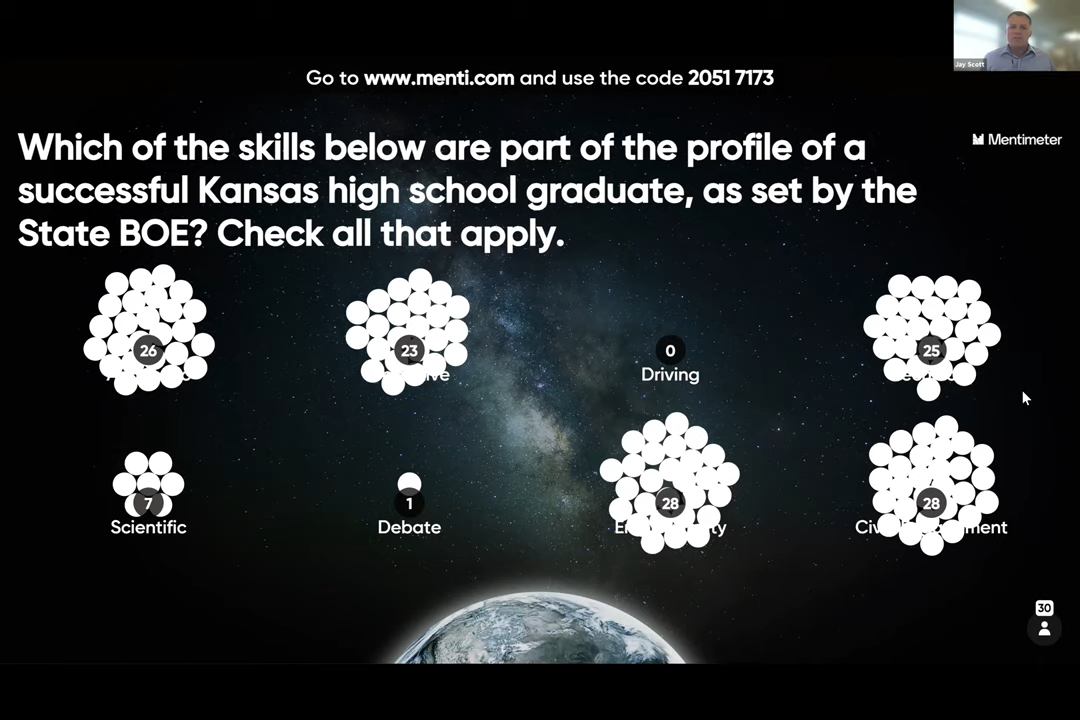 Jay Scott
Go to www.menti.com and use the code 2051 7173
Mentimeter
Which of the skills below are part of the profile of a
successful Kansas high school graduate, as set by the
State BOE? Check all that apply.
26
23
0
25
Driving
7
1
28
28
Scientific
Debate
30